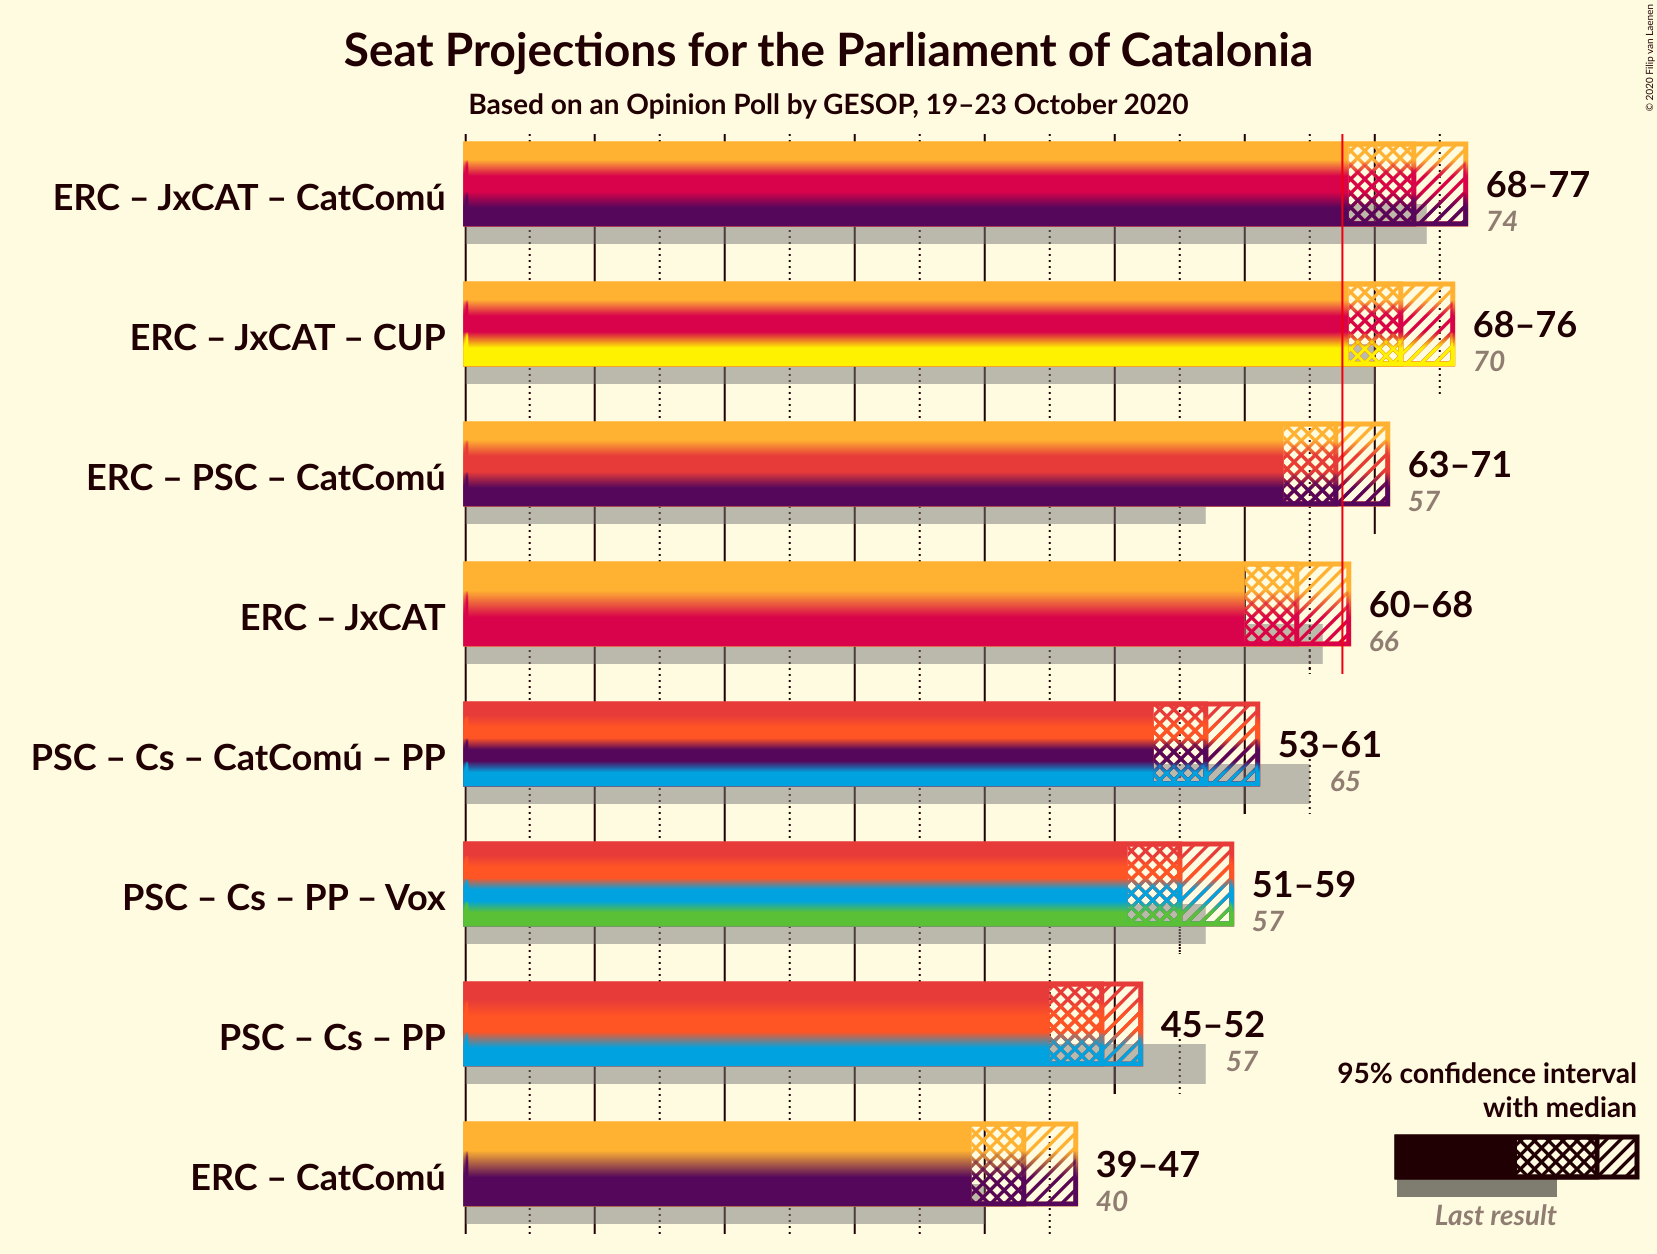 Seat Projections for the Parliament of Catalonia
Based on an Opinion Poll by GESOP, 19–23 October 2020
© 2020 Filip van Laenen
ERC – JxCAT – CatComú
68–77
74
ERC – JxCAT – CUP
68–76
70
ERC – PSC – CatComú
63–71
57
ERC – JxCAT
60–68
66
PSC – Cs – CatComú – PP
53–61
65
PSC – Cs – PP – Vox
51–59
57
PSC – Cs – PP
45–52
57
ERC – CatComú
39–47
40
95% confidence interval
with median
Last result